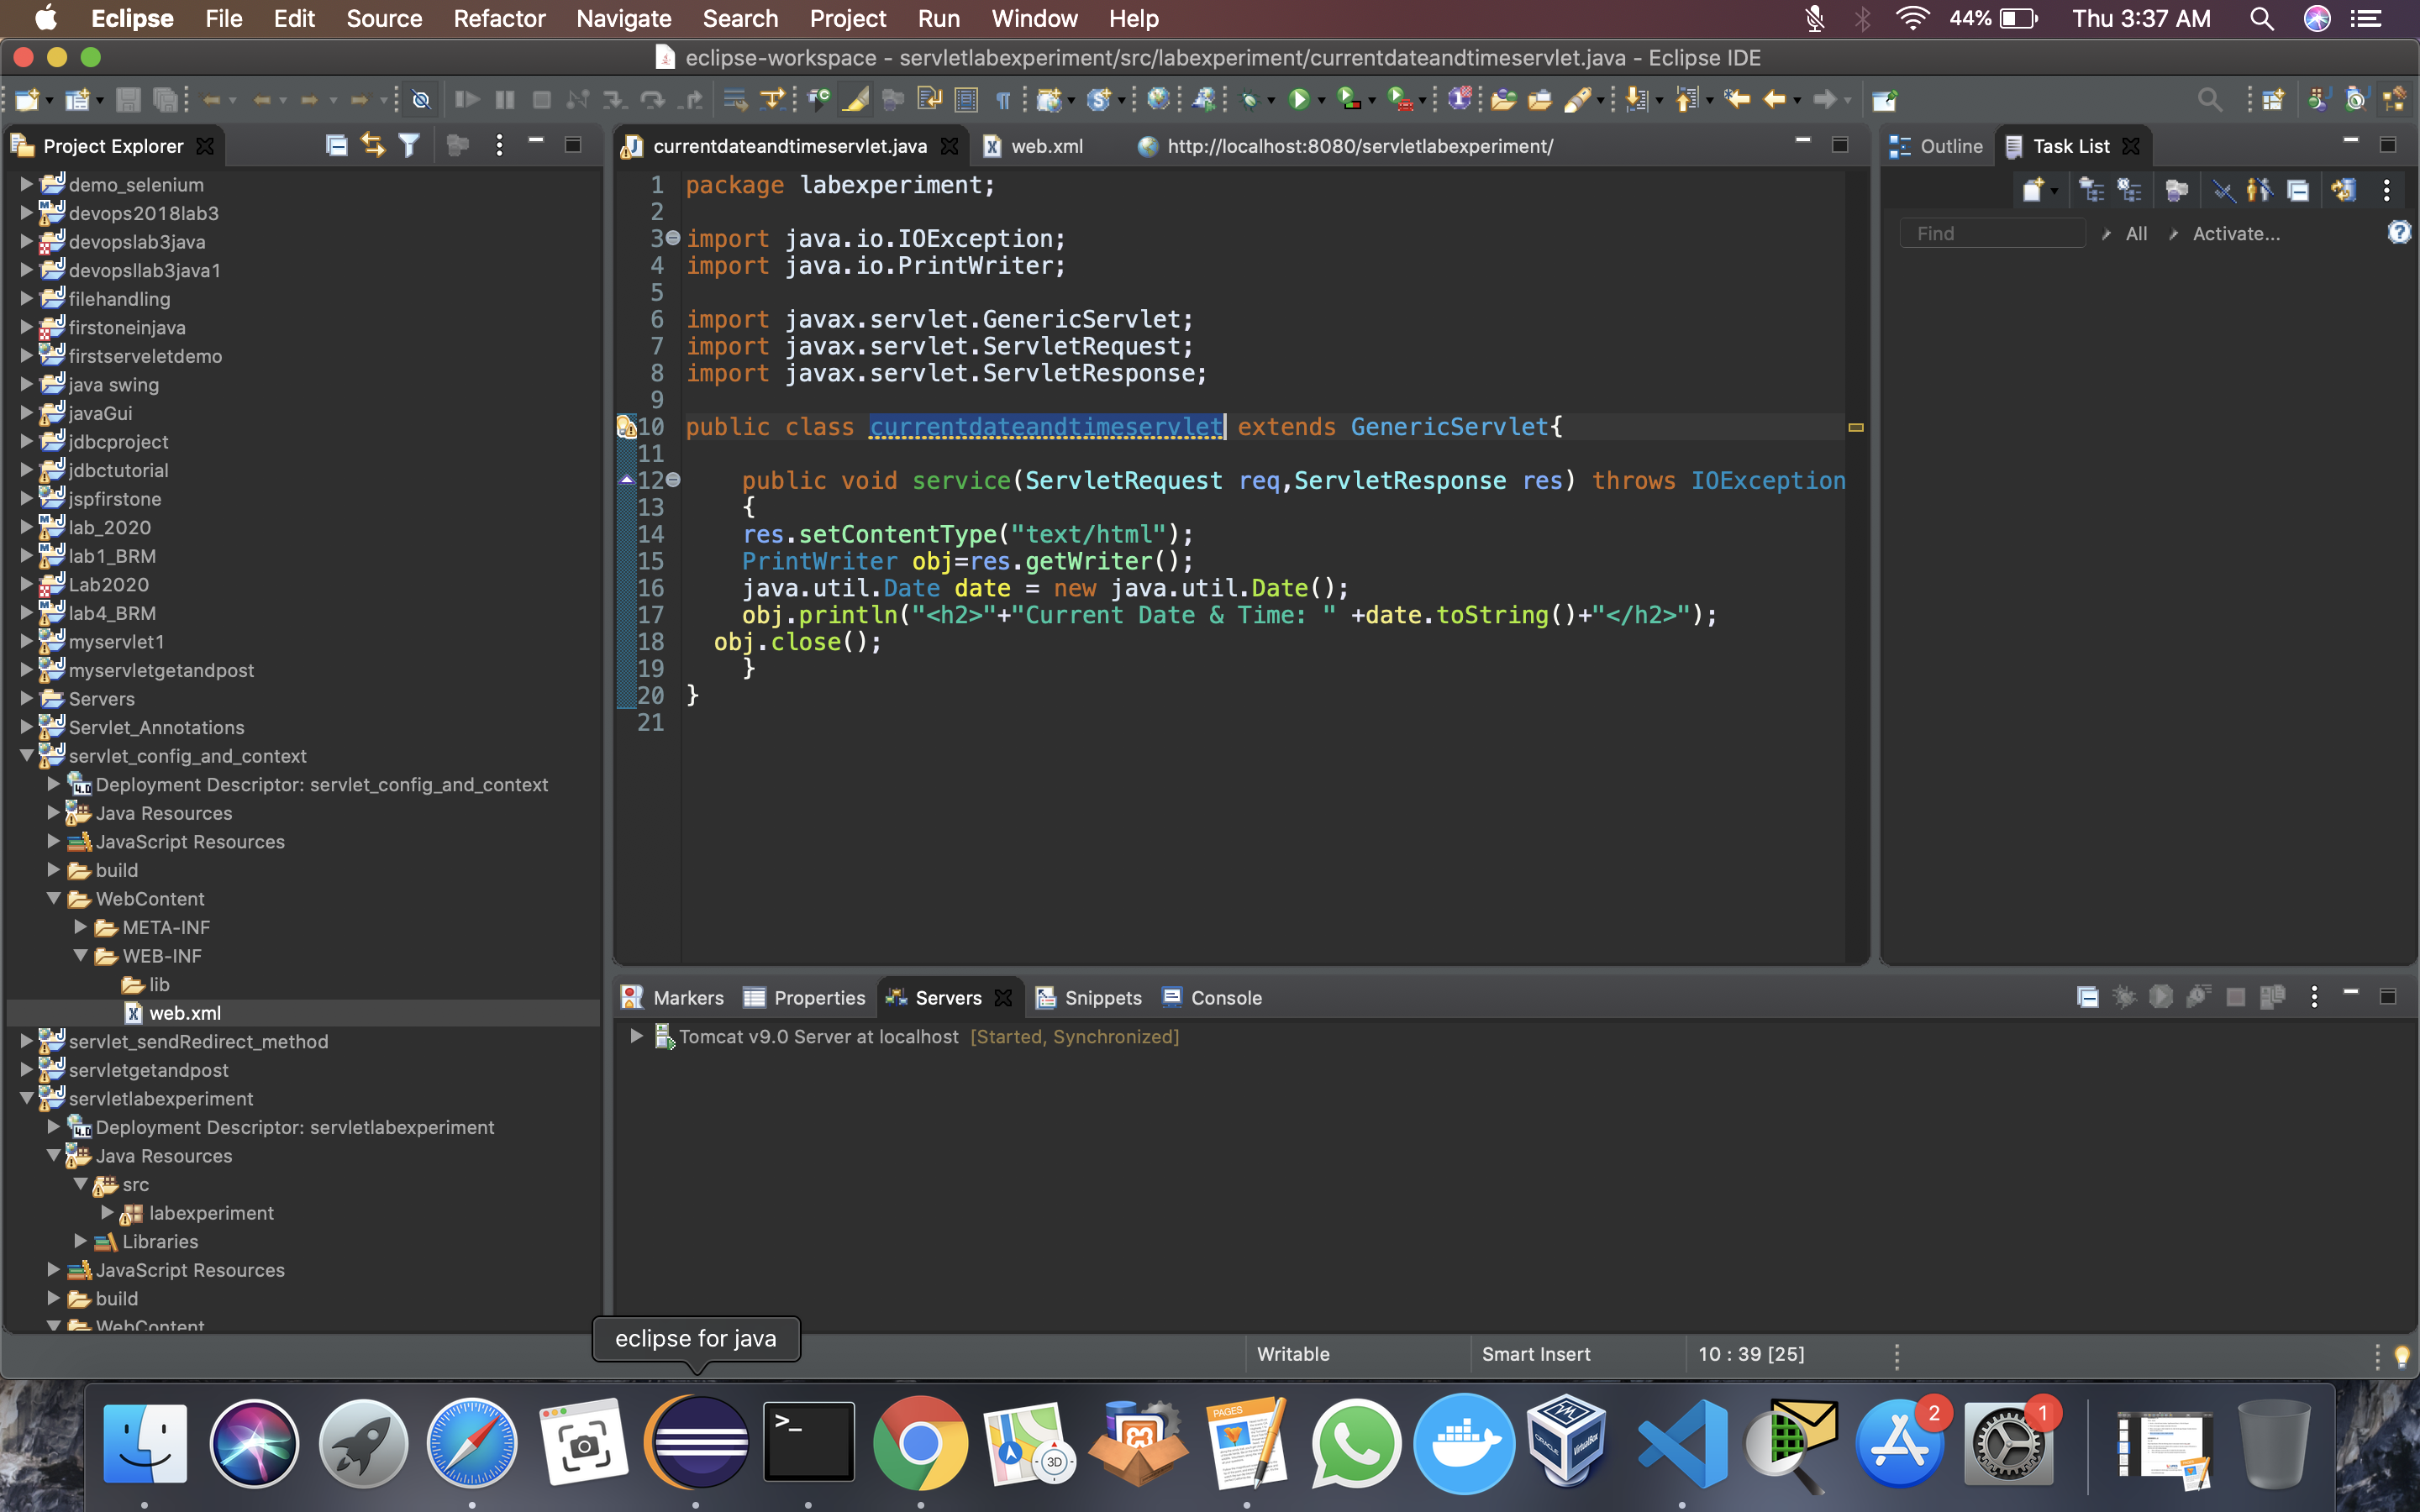 Eclipse File Edit Source Refactor Navigate Search Project Run Window Help 44% Thu 3:37 AM
eclipse-workspace - servletlabexperiment/src/labexperiment/currentdateandtimeservlet.java - Eclipse IDE
Project Explorer
demo_selenium
devops2018lab3
devopslab3java
devopsllab3java1
filehandling
firstoneinjava
firstserveletdemo
java swing
javaGui
jdbcproject
jdbctutorial
jspfirstone
lab_2020
lab1_BRM
Lab2020
lab4_BRM
myservlet1
myservletgetandpost
Servers
Servlet_Annotations
servlet_config_and_context
Deployment Descriptor: servlet_config_and_context
Java Resources
JavaScript Resources
build
WebContent
META-INF
WEB-INF
lib
web.xml
servlet_sendRedirect_method
servletgetandpost
servletlabexperiment
Deployment Descriptor: servletlabexperiment
Java Resources
src
labexperiment
Libraries
JavaScript Resources
build
WebContent
currentdateandtimeservlet.java web.xml http://localhost:8080/servletlabexperiment/
1 package labexperiment;
2
3 import java.io.IOException;
4 import java.io.PrintWriter;
5
6 import javax.servlet.GenericServlet;
7 import javax.servlet.ServletRequest;
8 import javax.servlet.ServletResponse;
9
10 public class currentdateandtimeservlet extends GenericServlet{
11
12 public void service(ServletRequest req,ServletResponse res) throws IOException
13 {
14 res.setContentType("text/html");
15 PrintWriter obj=res.getWriter();
16 java.util.Date date = new java.util.Date();
17 obj.println("<h2>"+"Current Date & Time: " +date.toString()+"</h2>");
18 obj.close();
19 }
20 }
21
Outline Task List
Find All Activate...
Markers Properties Servers Snippets Console
Tomcat v9.0 Server at localhost [Started, Synchronized]
eclipse for java
Writable Smart Insert 10 : 39 [25]
>_
3D
PAGES
ORACLE
VirtualBox
2
1